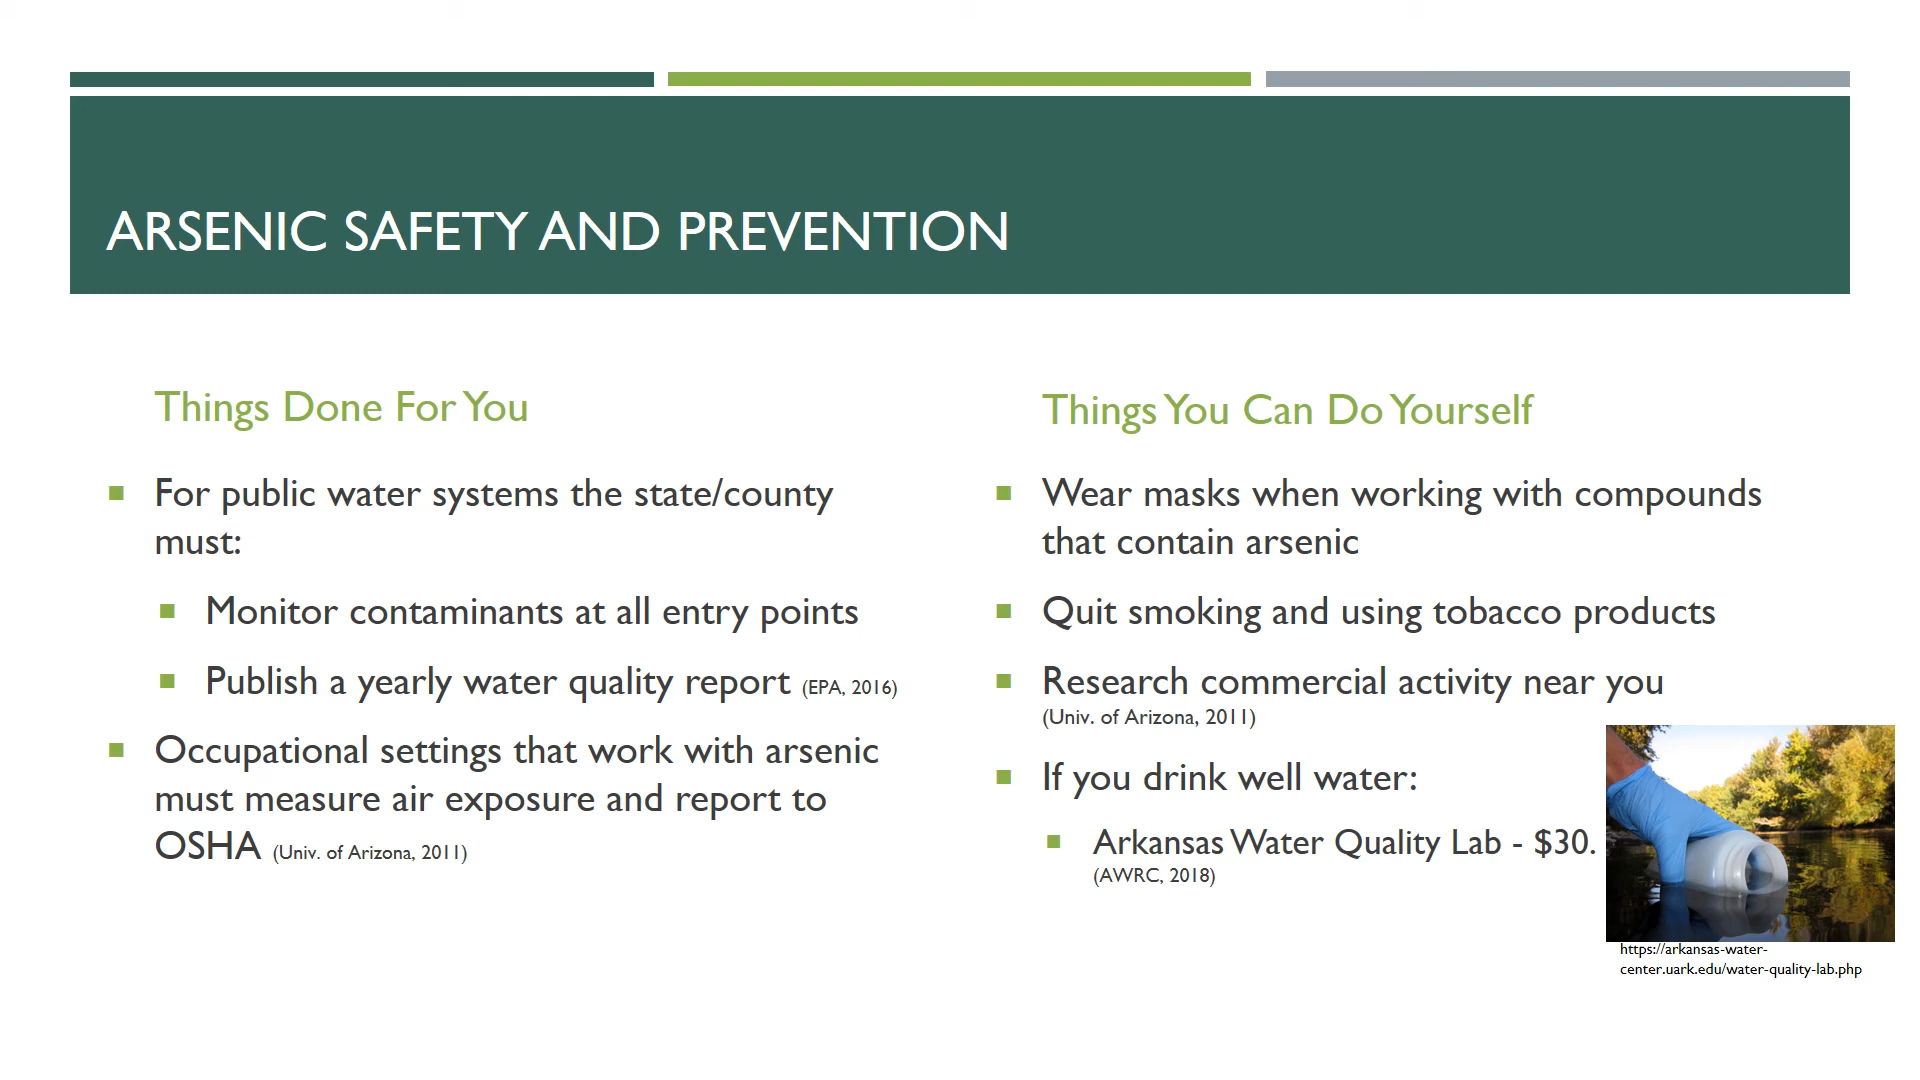 ARSENIC SAFETY AND PREVENTION
Things Done For You
For public water systems the state/county
must:
Monitor contaminants at all entry points
Publish a yearly water quality report (EPA, 2016)
Occupational settings that work with arsenic
must measure air exposure and report to
OSHA (Univ. of Arizona, 2011)
Things You Can Do Yourself
Wear masks when working with compounds
that contain arsenic
Quit smoking and using tobacco products
Research commercial activity near you
(Univ. of Arizona, 2011)
If you drink well water:
Arkansas Water Quality Lab - $30.
(AWRC, 2018)
https://arkansas-water-
center.uark.edu/water-quality-lab.php